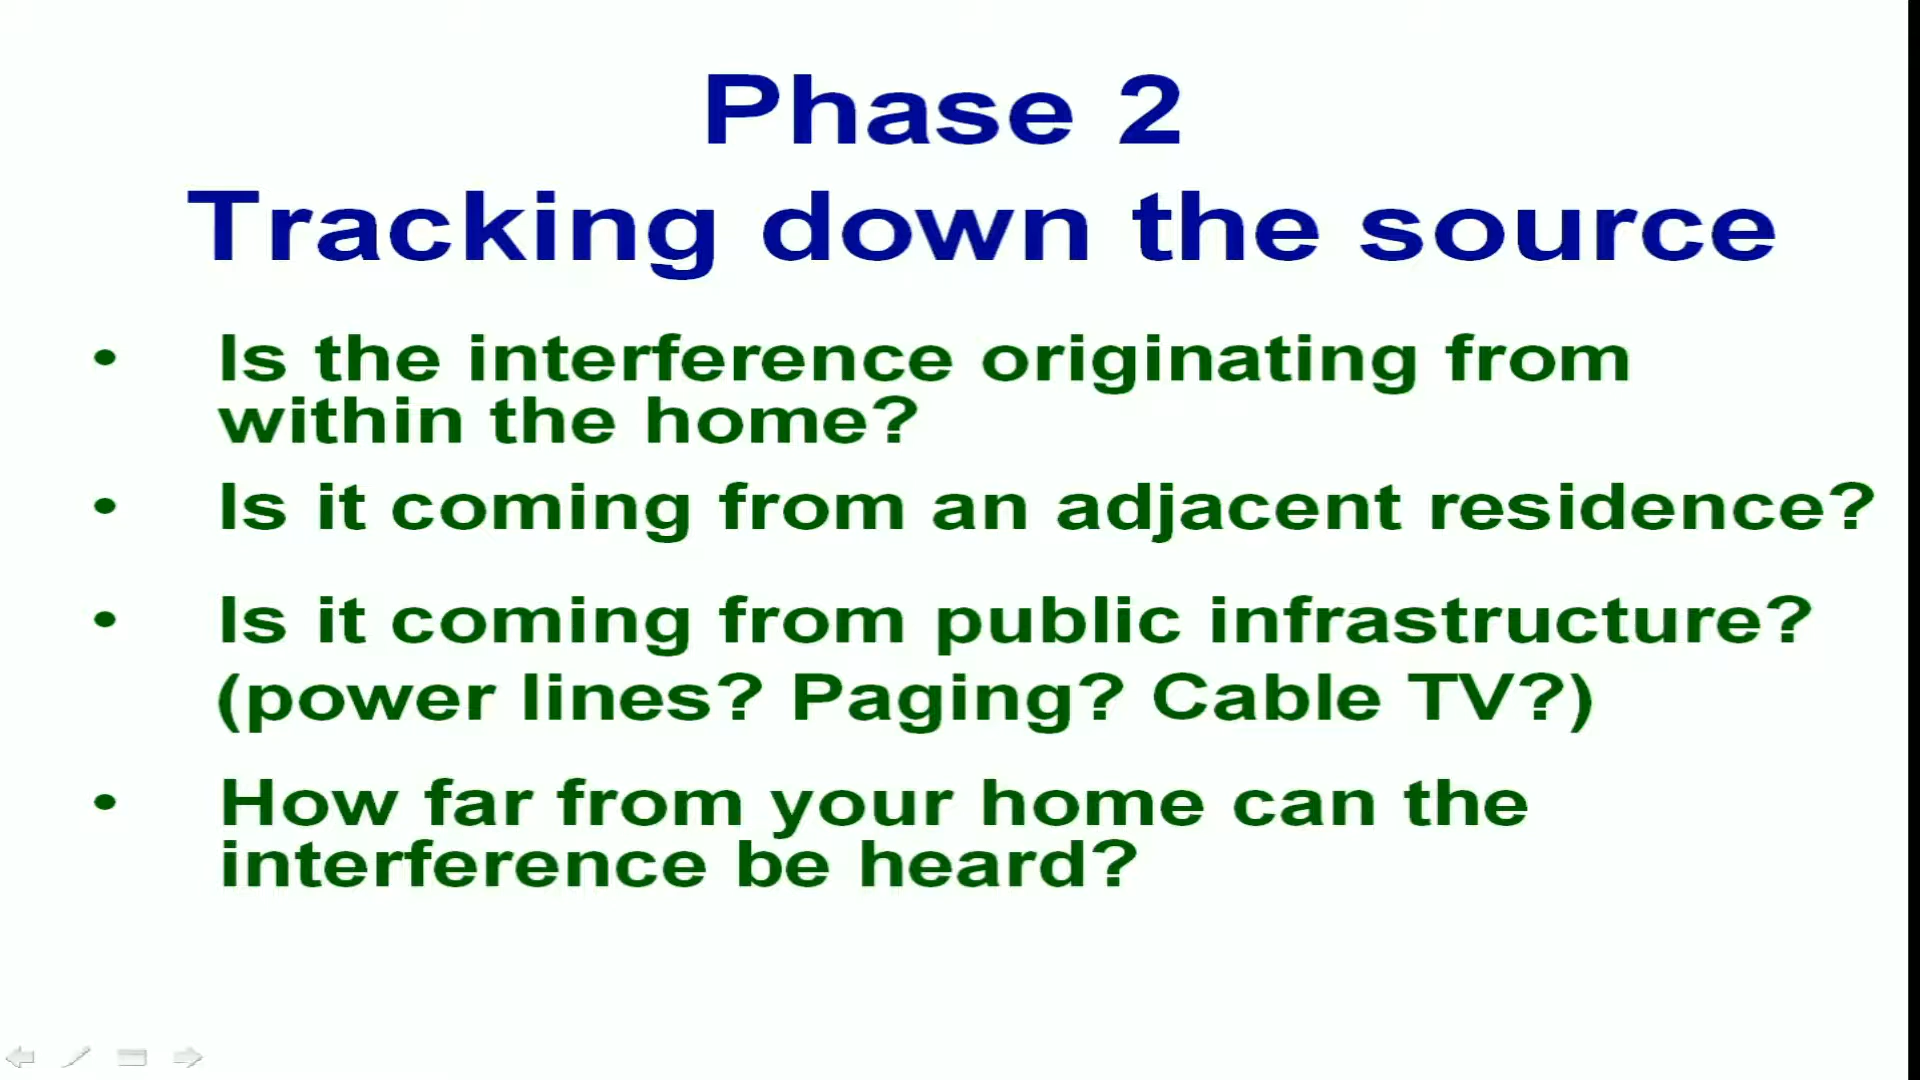 Phase 2
Tracking down the source
• Is the interference originating from
within the home?
• Is it coming from an adjacent residence?
• Is it coming from public infrastructure?
(power lines? Paging? Cable TV?)
• How far from your home can the
interference be heard?